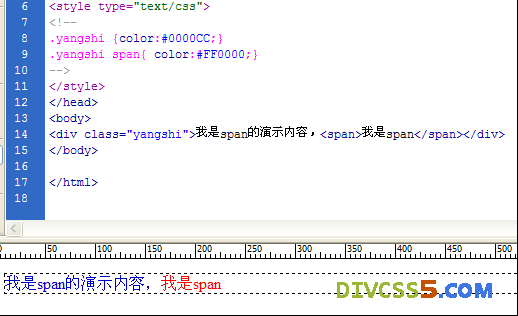 6 <style type="text/css">
7 <!--
8 .yangshi {color:#0000CC;}
9 .yangshi span{ color:#FF0000;}
10 -->
11 </style>
12 </head>
13 <body>
14 <div class="yangshi">我是span的演示内容，<span>我是span</span></div>
15 </body>
16
17 </html>
18
0 50 100 150 200 250 300 350 400 450 500
我是span的演示内容，我是span
DIVCSS5.COM